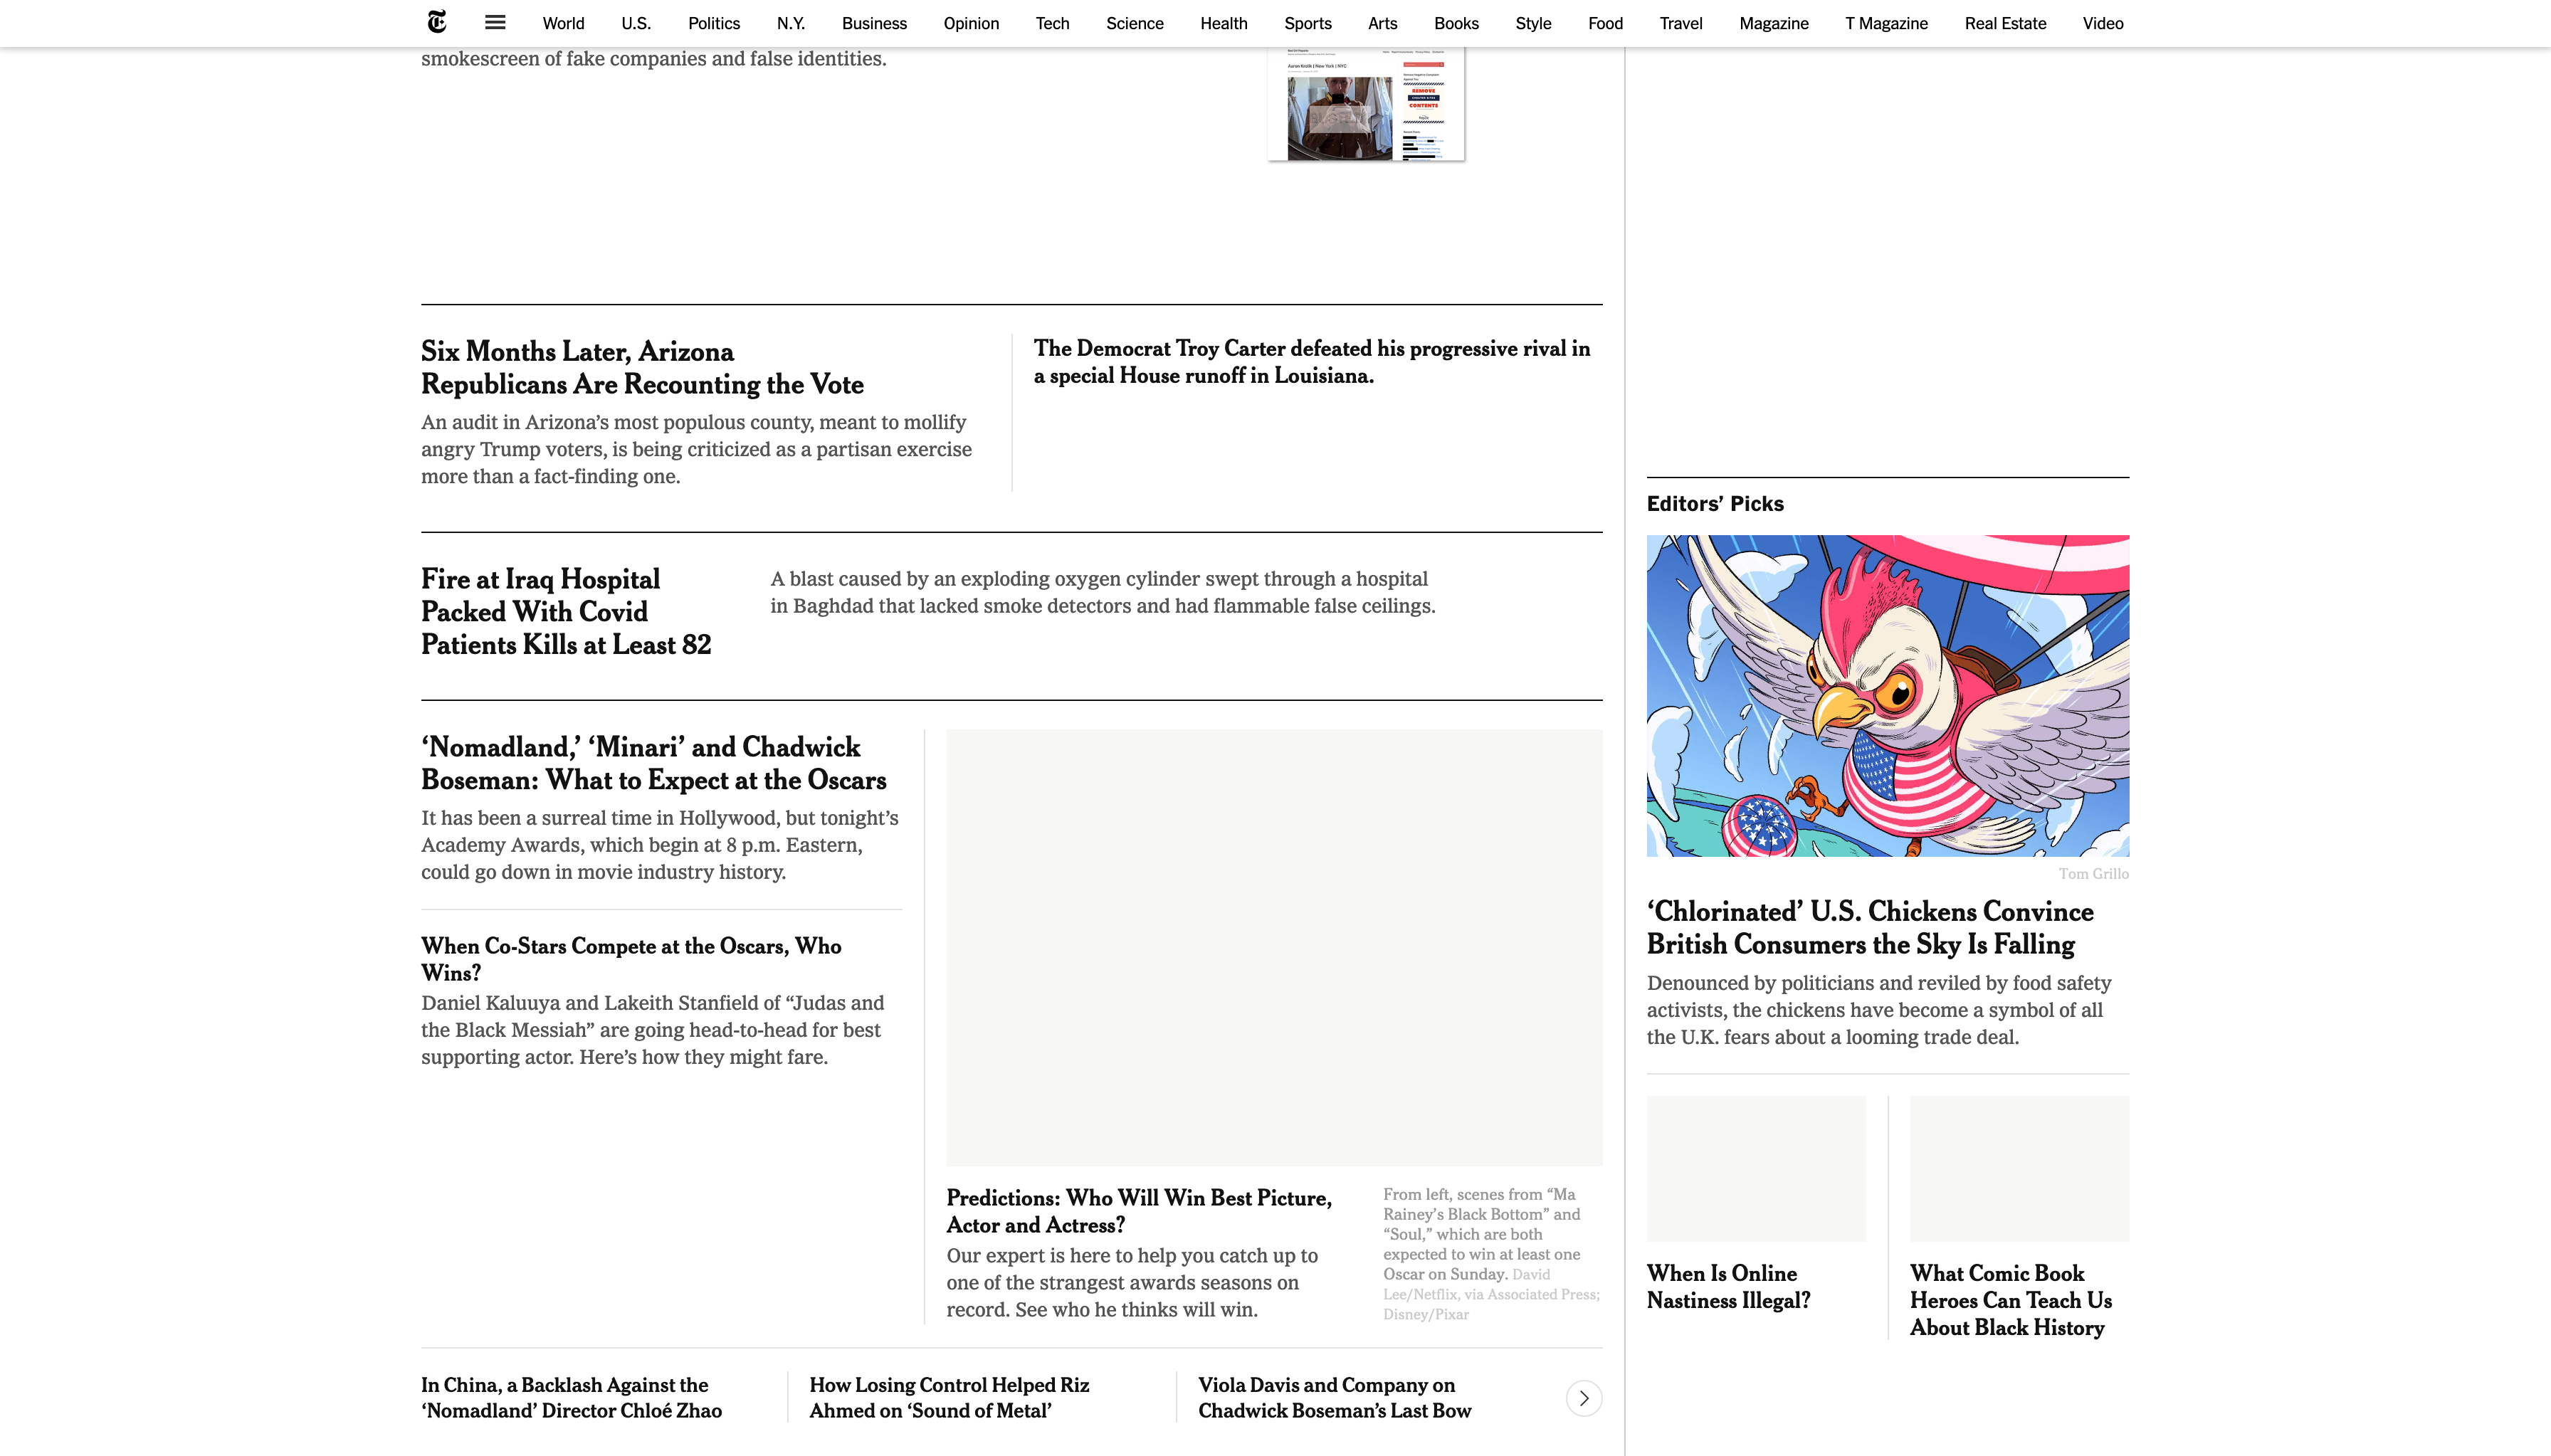 World U.S. Politics N.Y. Business Opinion Tech Science Health Sports Arts Books Style Food Travel Magazine T Magazine Real Estate Video
smokescreen of fake companies and false identities.
Aaron Krolik | New York | NYC
REMOVE
CONTENTS
Six Months Later, Arizona
Republicans Are Recounting the Vote
An audit in Arizona’s most populous county, meant to mollify
angry Trump voters, is being criticized as a partisan exercise
more than a fact-finding one.
The Democrat Troy Carter defeated his progressive rival in
a special House runoff in Louisiana.
Fire at Iraq Hospital
Packed With Covid
Patients Kills at Least 82
A blast caused by an exploding oxygen cylinder swept through a hospital
in Baghdad that lacked smoke detectors and had flammable false ceilings.
‘Nomadland,’ ‘Minari’ and Chadwick
Boseman: What to Expect at the Oscars
It has been a surreal time in Hollywood, but tonight’s
Academy Awards, which begin at 8 p.m. Eastern,
could go down in movie industry history.
When Co-Stars Compete at the Oscars, Who
Wins?
Daniel Kaluuya and Lakeith Stanfield of “Judas and
the Black Messiah” are going head-to-head for best
supporting actor. Here’s how they might fare.
Predictions: Who Will Win Best Picture,
Actor and Actress?
Our expert is here to help you catch up to
one of the strangest awards seasons on
record. See who he thinks will win.
From left, scenes from “Ma
Rainey’s Black Bottom” and
“Soul,” which are both
expected to win at least one
Oscar on Sunday. David
Lee/Netflix, via Associated Press;
Disney/Pixar
In China, a Backlash Against the
‘Nomadland’ Director Chloé Zhao
How Losing Control Helped Riz
Ahmed on ‘Sound of Metal’
Viola Davis and Company on
Chadwick Boseman’s Last Bow
Editors’ Picks
Tom Grillo
‘Chlorinated’ U.S. Chickens Convince
British Consumers the Sky Is Falling
Denounced by politicians and reviled by food safety
activists, the chickens have become a symbol of all
the U.K. fears about a looming trade deal.
When Is Online
Nastiness Illegal?
What Comic Book
Heroes Can Teach Us
About Black History